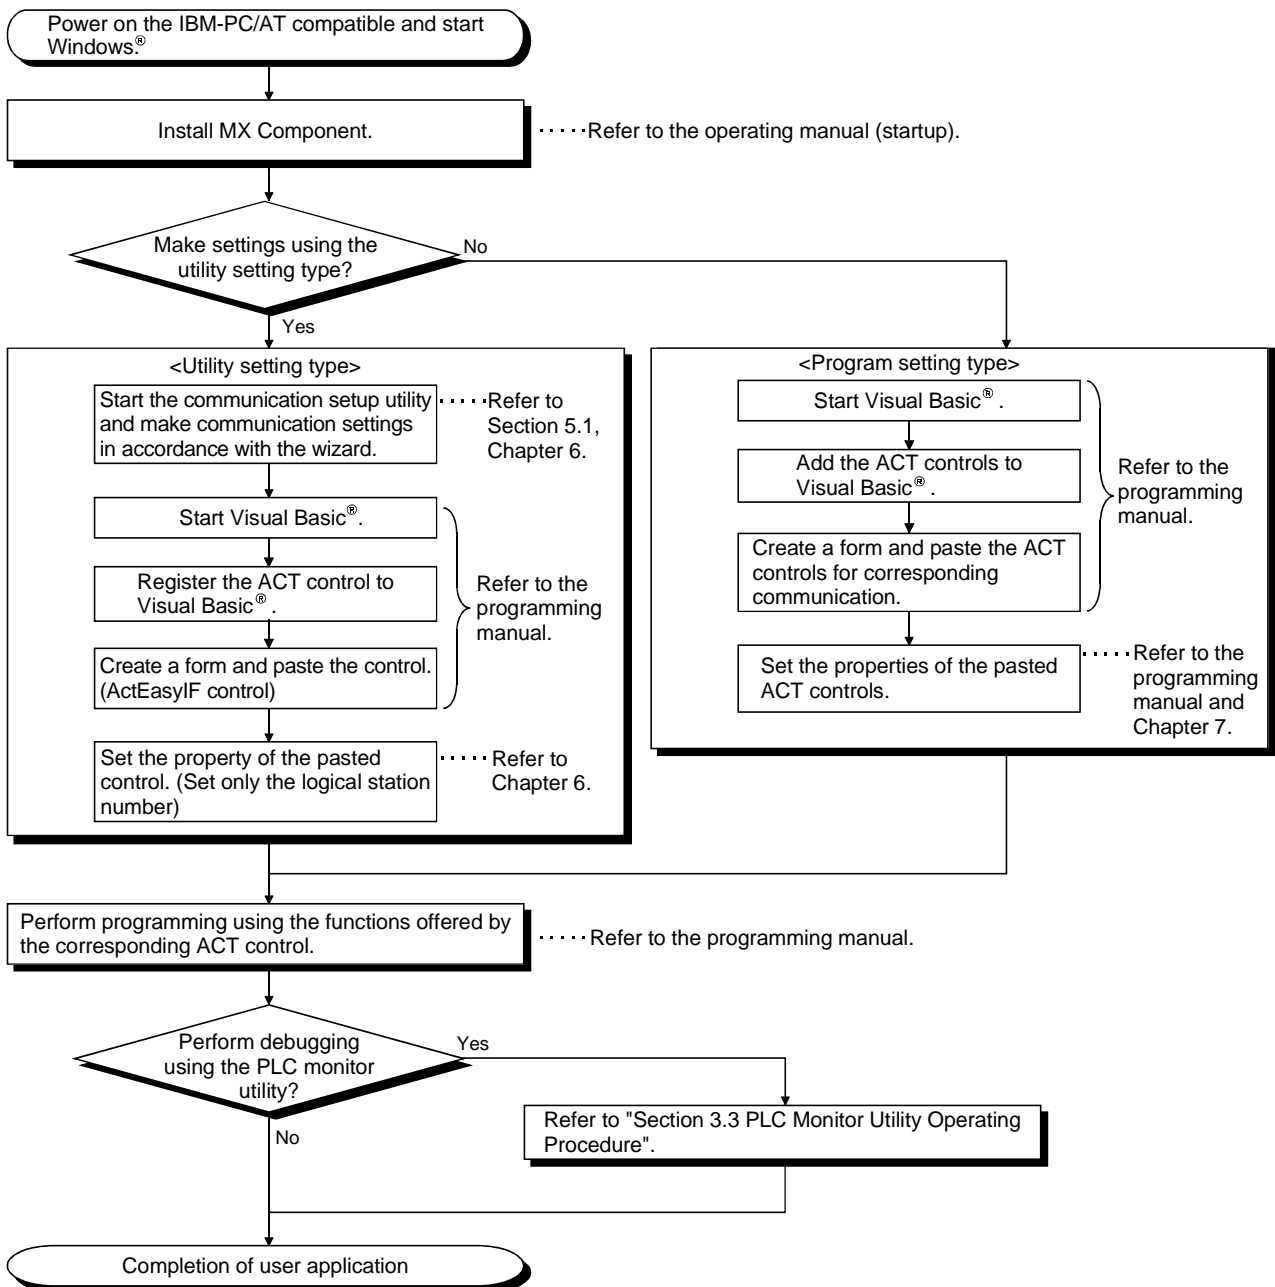 Power on the IBM-PC/AT compatible and start
Windows.®
Install MX Component.
Refer to the operating manual (startup).
Make settings using the
utility setting type?
No
Yes
<Utility setting type>
Start the communication setup utility
and make communication settings
in accordance with the wizard.
Refer to
Section 5.1,
Chapter 6.
Start Visual Basic®.
Register the ACT control to
Visual Basic®.
Create a form and paste the control.
(ActEasyIF control)
Refer to the
programming
manual.
Set the property of the pasted
control. (Set only the logical station
number)
Refer to
Chapter 6.
<Program setting type>
Start Visual Basic®.
Add the ACT controls to
Visual Basic®.
Create a form and paste the ACT
controls for corresponding
communication.
Refer to the
programming
manual.
Set the properties of the pasted
ACT controls.
Refer to the
programming
manual and
Chapter 7.
Perform programming using the functions offered by
the corresponding ACT control.
Refer to the programming manual.
Perform debugging
using the PLC monitor
utility?
Yes
No
Refer to "Section 3.3 PLC Monitor Utility Operating
Procedure".
Completion of user application